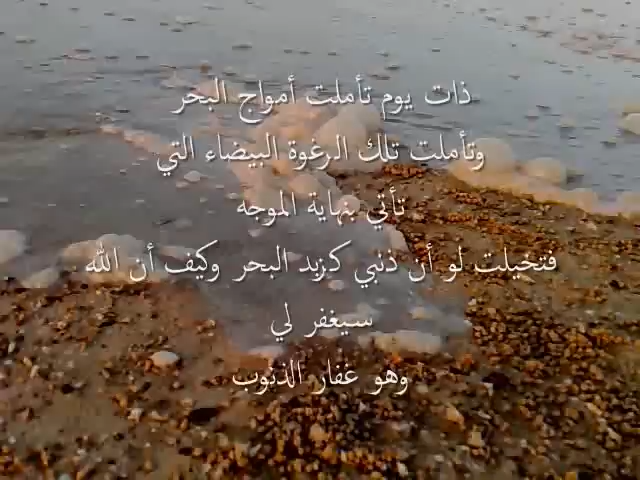 ذات يوم تأملت أمواج البحر
وتأملت تلك الرغوة البيضاء التي
تأتي بنهاية الموجه
فتخيلت لو أن ذنبي كزبد البحر وكيف أن الله
سيغفر لي
وهو غفار الذنوب